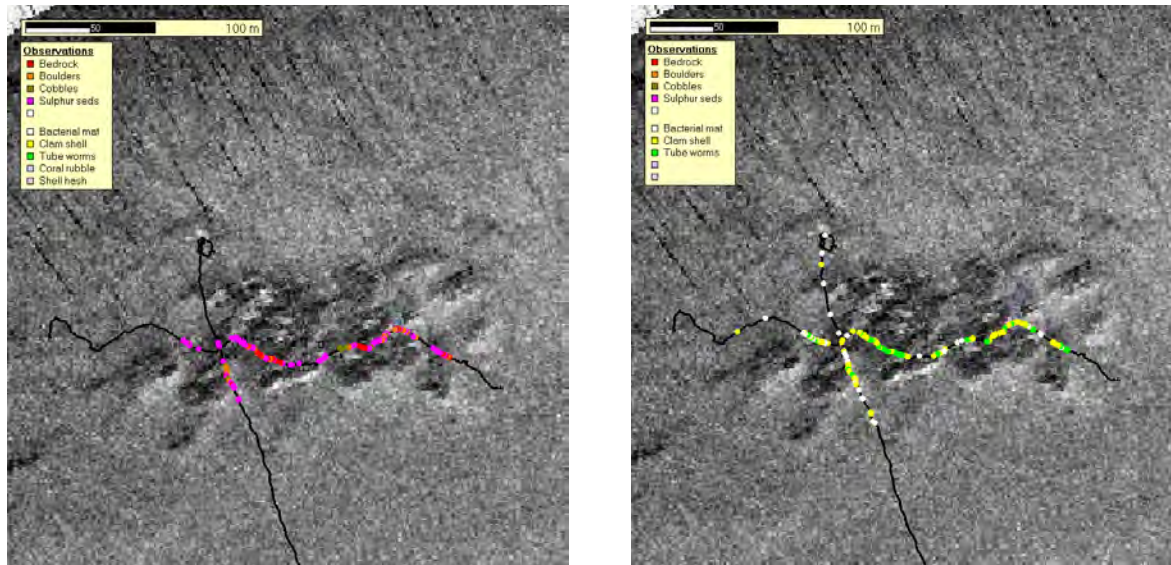 50 100 m
Observations
Bedrock
Boulders
Cobbles
Sulphur seds
Bacterial mat
Clam shell
Tube worms
Coral rubble
Shell hash
50 100 m
Observations
Bedrock
Boulders
Cobbles
Sulphur seds
Bacterial mat
Clam shell
Tube worms